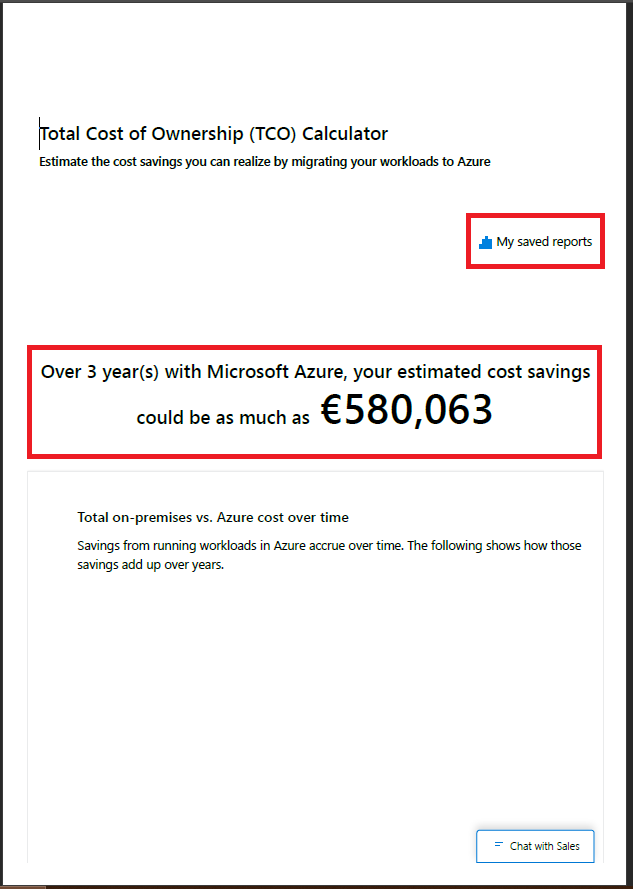 Total Cost of Ownership (TCO) Calculator
Estimate the cost savings you can realize by migrating your workloads to Azure
My saved reports
Over 3 year(s) with Microsoft Azure, your estimated cost savings
could be as much as €580,063
Total on-premises vs. Azure cost over time
Savings from running workloads in Azure accrue over time. The following shows how those
savings add up over years.
Chat with Sales